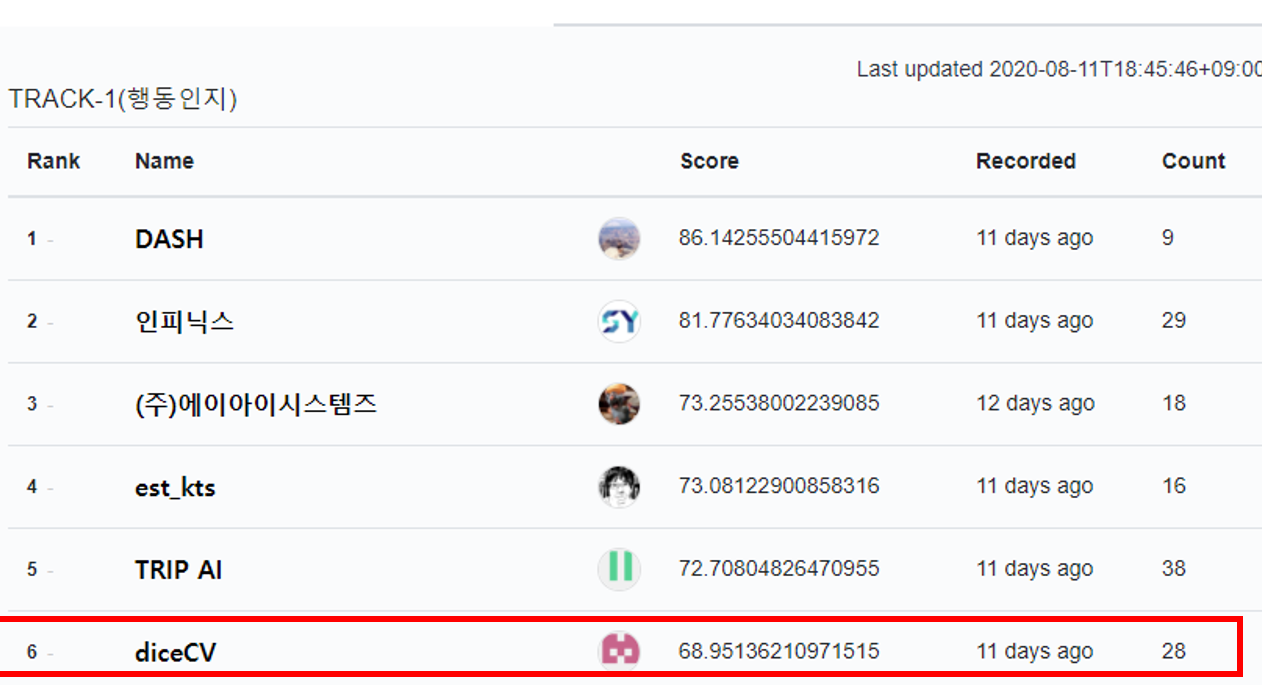 Last updated 2020-08-11T18:45:46+09:00
TRACK-1(행동인지)
Rank Name Score Recorded Count
1 - DASH 86.14255504415972 11 days ago 9
2 - 인피닉스 SY 81.77634034083842 11 days ago 29
3 - (주)에이아이시스템즈 73.25538002239085 12 days ago 18
4 - est_kts 73.08122900858316 11 days ago 16
5 - TRIP AI 72.70804826470955 11 days ago 38
6 - diceCV 68.95136210971515 11 days ago 28